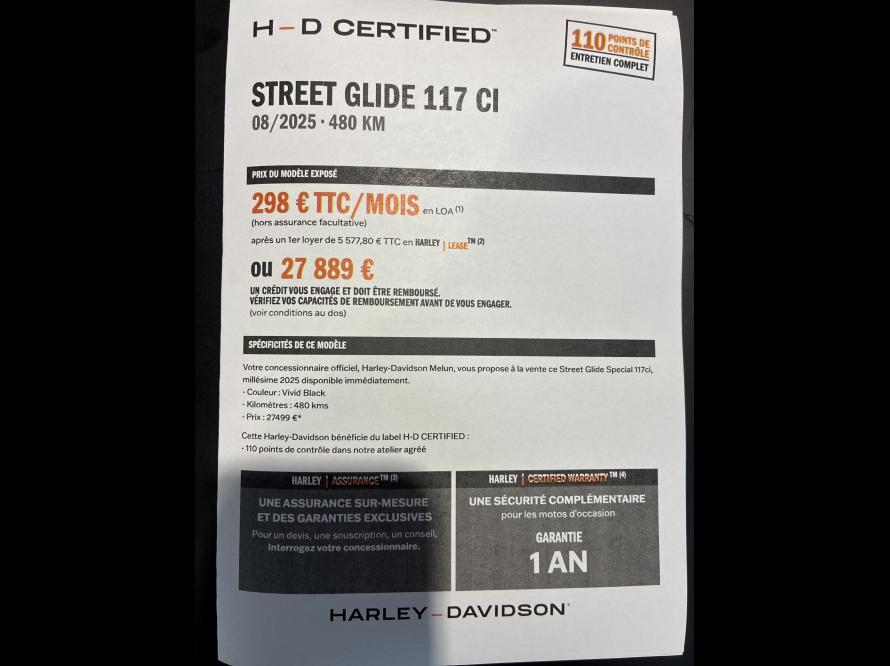 H-D CERTIFIED™
110 POINTS DE CONTRÔLE
ENTRETIEN COMPLET
STREET GLIDE 117 CI
08/2025 · 480 KM
PRIX DU MODÈLE EXPOSÉ
298 € TTC/MOIS en LOA (1)
(hors assurance facultative)
après un 1er loyer de 5 577,80 € TTC en HARLEY | LEASE™ (2)
ou 27 889 €
UN CRÉDIT VOUS ENGAGE ET DOIT ÊTRE REMBOURSÉ.
VÉRIFIEZ VOS CAPACITÉS DE REMBOURSEMENT AVANT DE VOUS ENGAGER.
(voir conditions au dos)
SPÉCIFICITÉS DE CE MODÈLE
Votre concessionnaire officiel, Harley-Davidson Melun, vous propose à la vente ce Street Glide Special 117ci,
millésime 2025 disponible immédiatement.
- Couleur : Vivid Black
- Kilomètres : 480 kms
- Prix : 27499 €*
Cette Harley-Davidson bénéficie du label H-D CERTIFIED :
- 110 points de contrôle dans notre atelier agréé
HARLEY | ASSURANCE™ (3)
UNE ASSURANCE SUR-MESURE
ET DES GARANTIES EXCLUSIVES
Pour un devis, une souscription, un conseil,
Interrogez votre concessionnaire.
HARLEY | CERTIFIED WARRANTY™ (4)
UNE SÉCURITÉ COMPLÉMENTAIRE
pour les motos d'occasion
GARANTIE
1 AN
HARLEY-DAVIDSON®